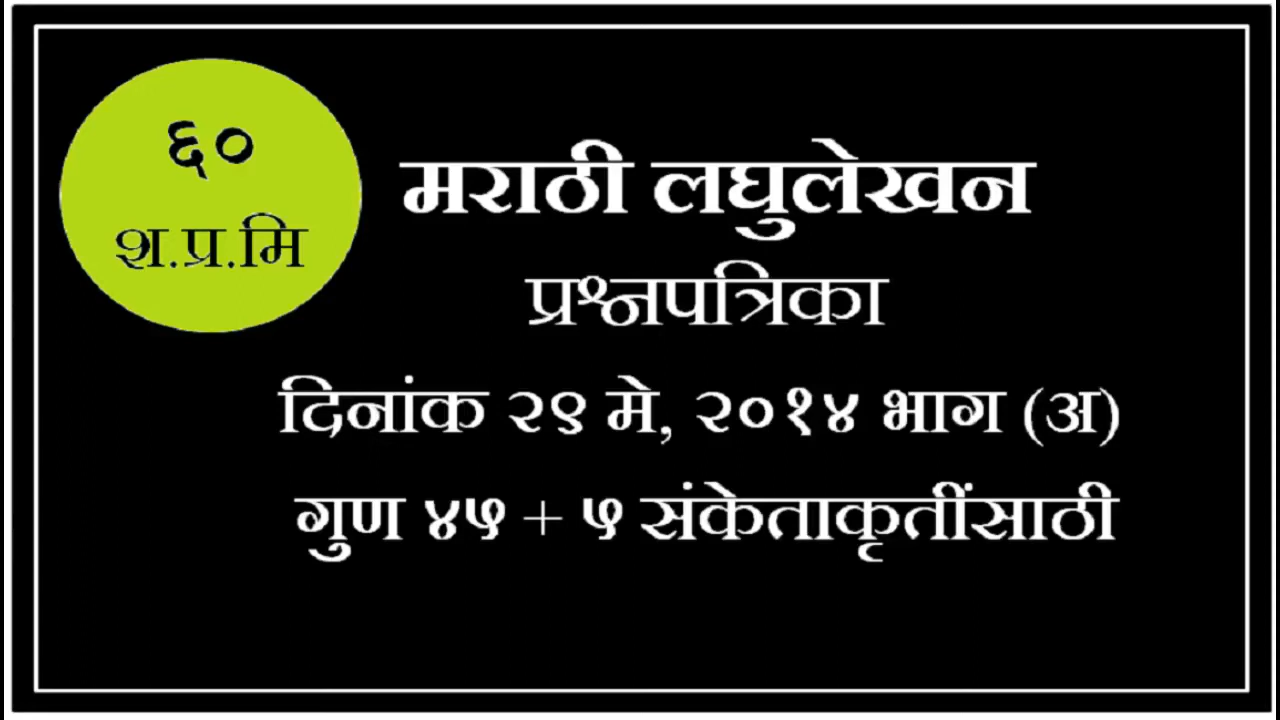 ६०
श.प्र.मि
मराठी लघुलेखन
प्रश्नपत्रिका
दिनांक २९ मे, २०१४ भाग (अ)
गुण ४५ + ५ संकेताकृतींसाठी